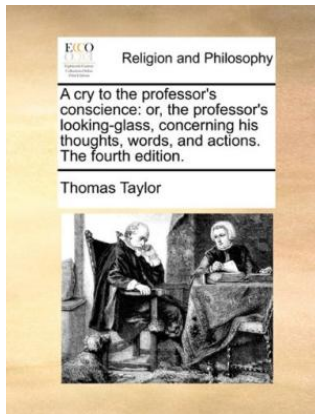 ECCO
Religion and Philosophy
A cry to the professor's
conscience: or, the professor's
looking-glass, concerning his
thoughts, words, and actions.
The fourth edition.
Thomas Taylor